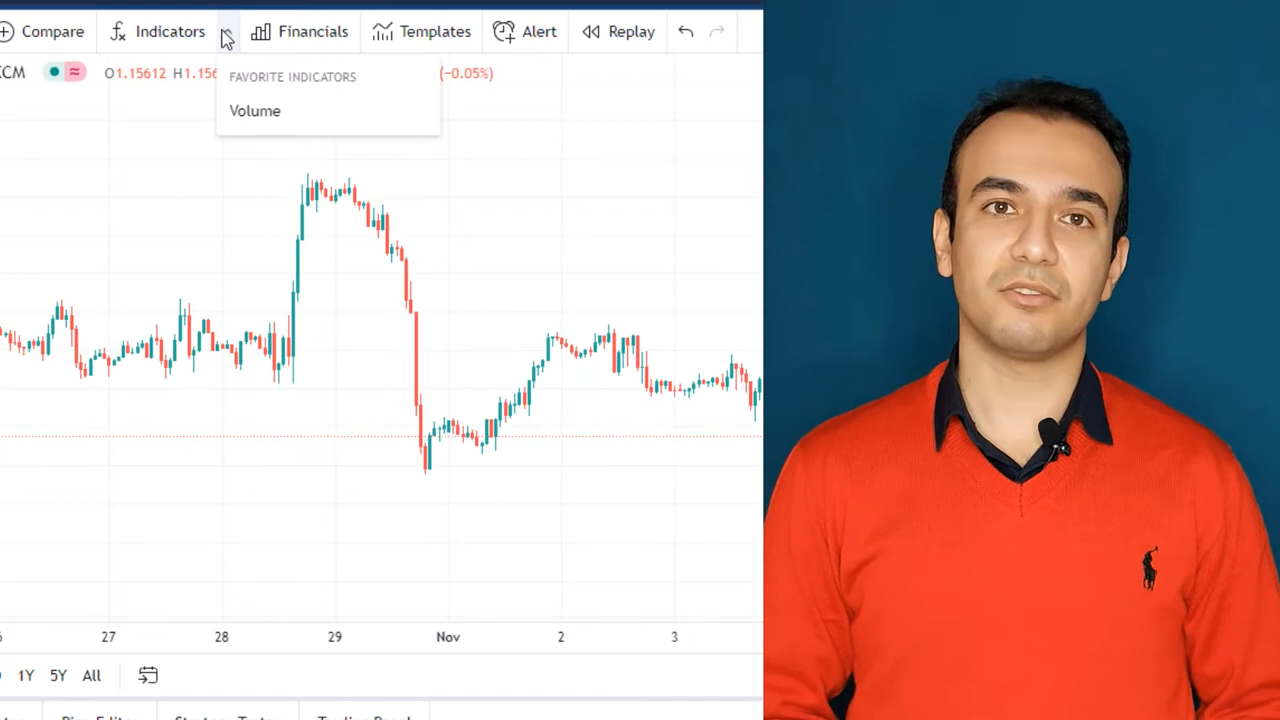 Compare Indicators Financials Templates Alert Replay
O1.15612 H1.156 (−0.05%)
FAVORITE INDICATORS
Volume
27 28 29 Nov 2 3
1Y 5Y All